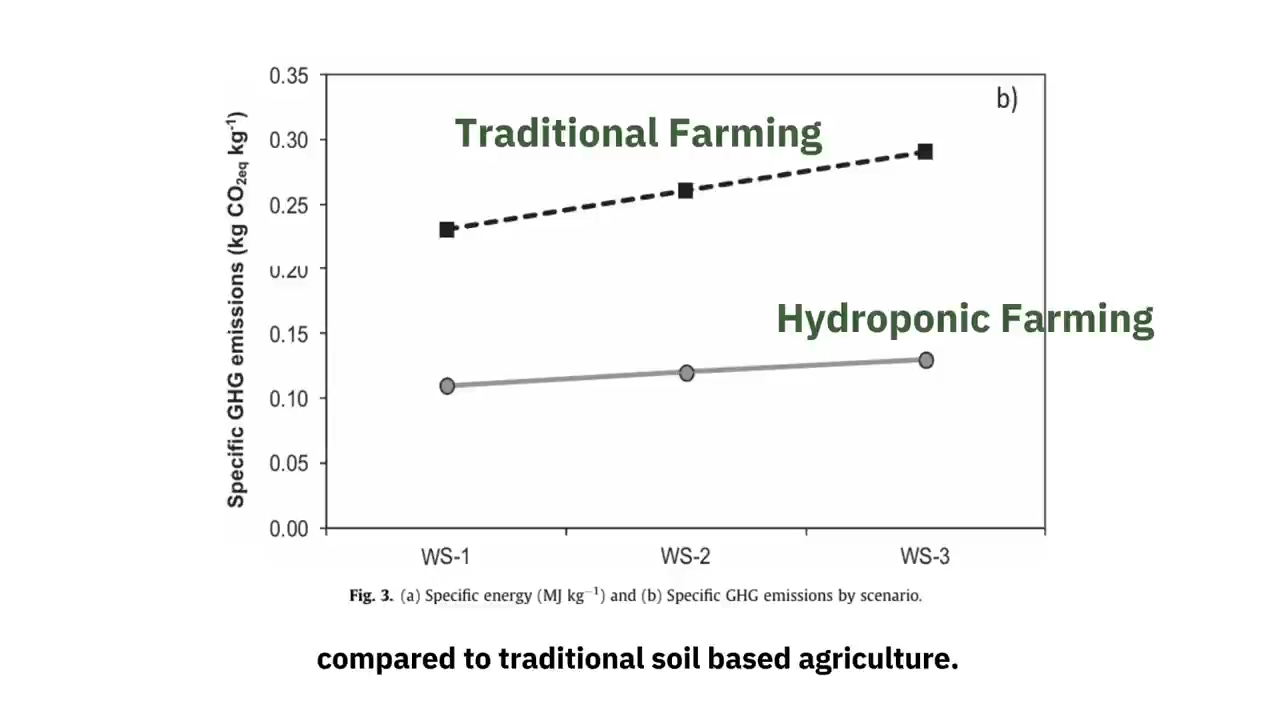 0.35
b)
Traditional Farming
0.30
0.25
0.20
Hydroponic Farming
0.15
0.10
0.05
0.00
Specific GHG emissions (kg CO2eq kg-1)
WS-1 WS-2 WS-3
Fig. 3. (a) Specific energy (MJ kg−1) and (b) Specific GHG emissions by scenario.
compared to traditional soil based agriculture.